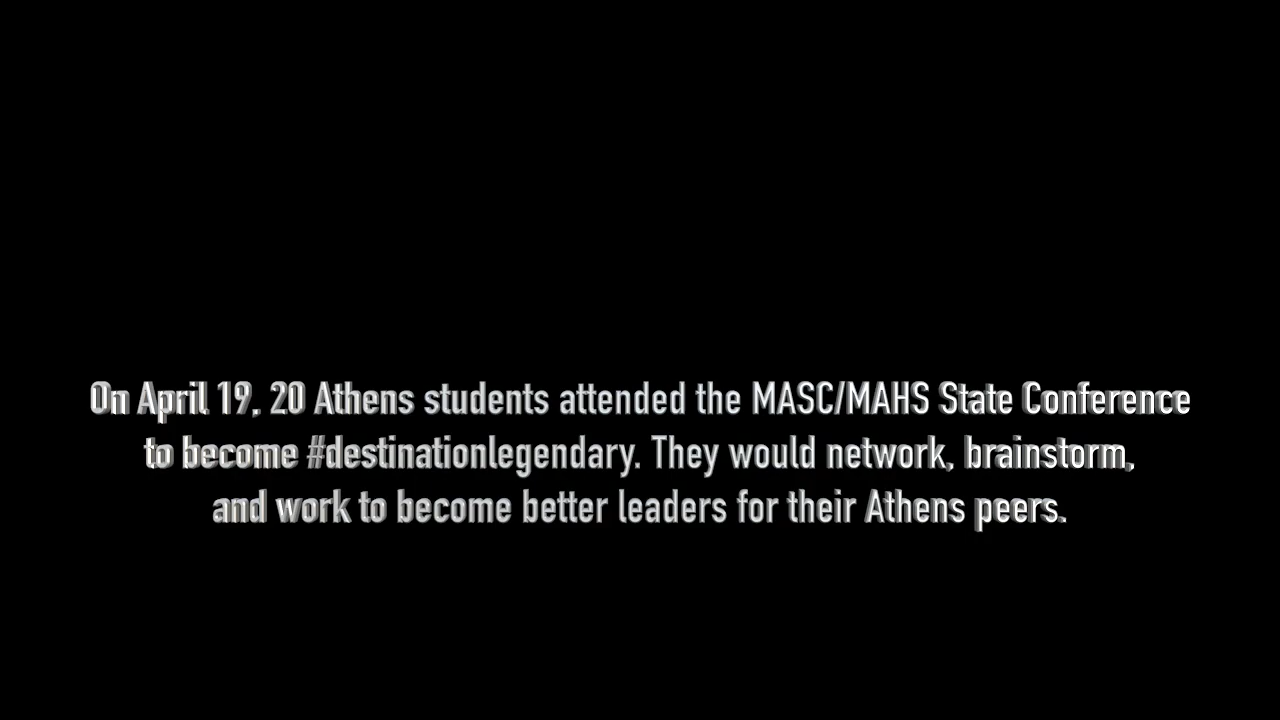 On April 19, 20 Athens students attended the MASC/MAHS State Conference
to become #destinationlegendary. They would network, brainstorm,
and work to become better leaders for their Athens peers.